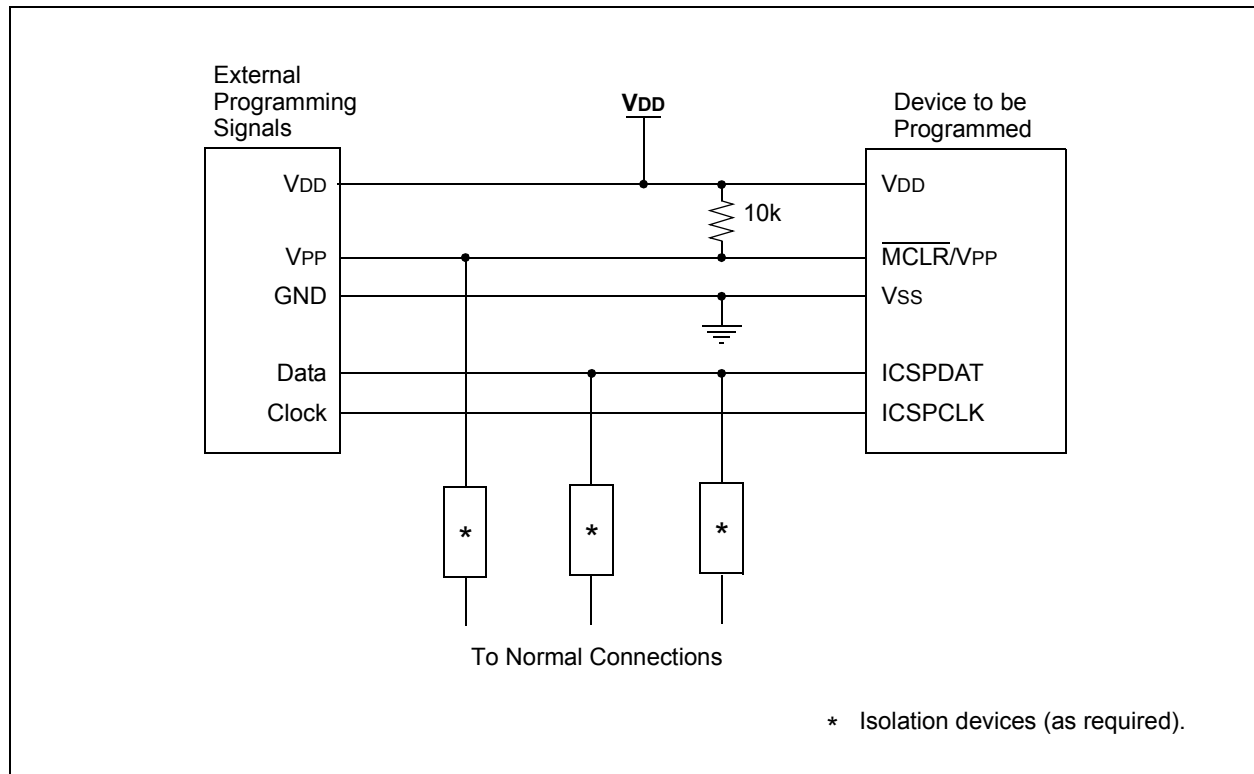 External
Programming
Signals
VDD
Device to be
Programmed
VDD
VDD
10k
VPP
MCLR/VPP
GND
VSS
Data
ICSPDAT
Clock
ICSPCLK
* * *
To Normal Connections
* Isolation devices (as required).